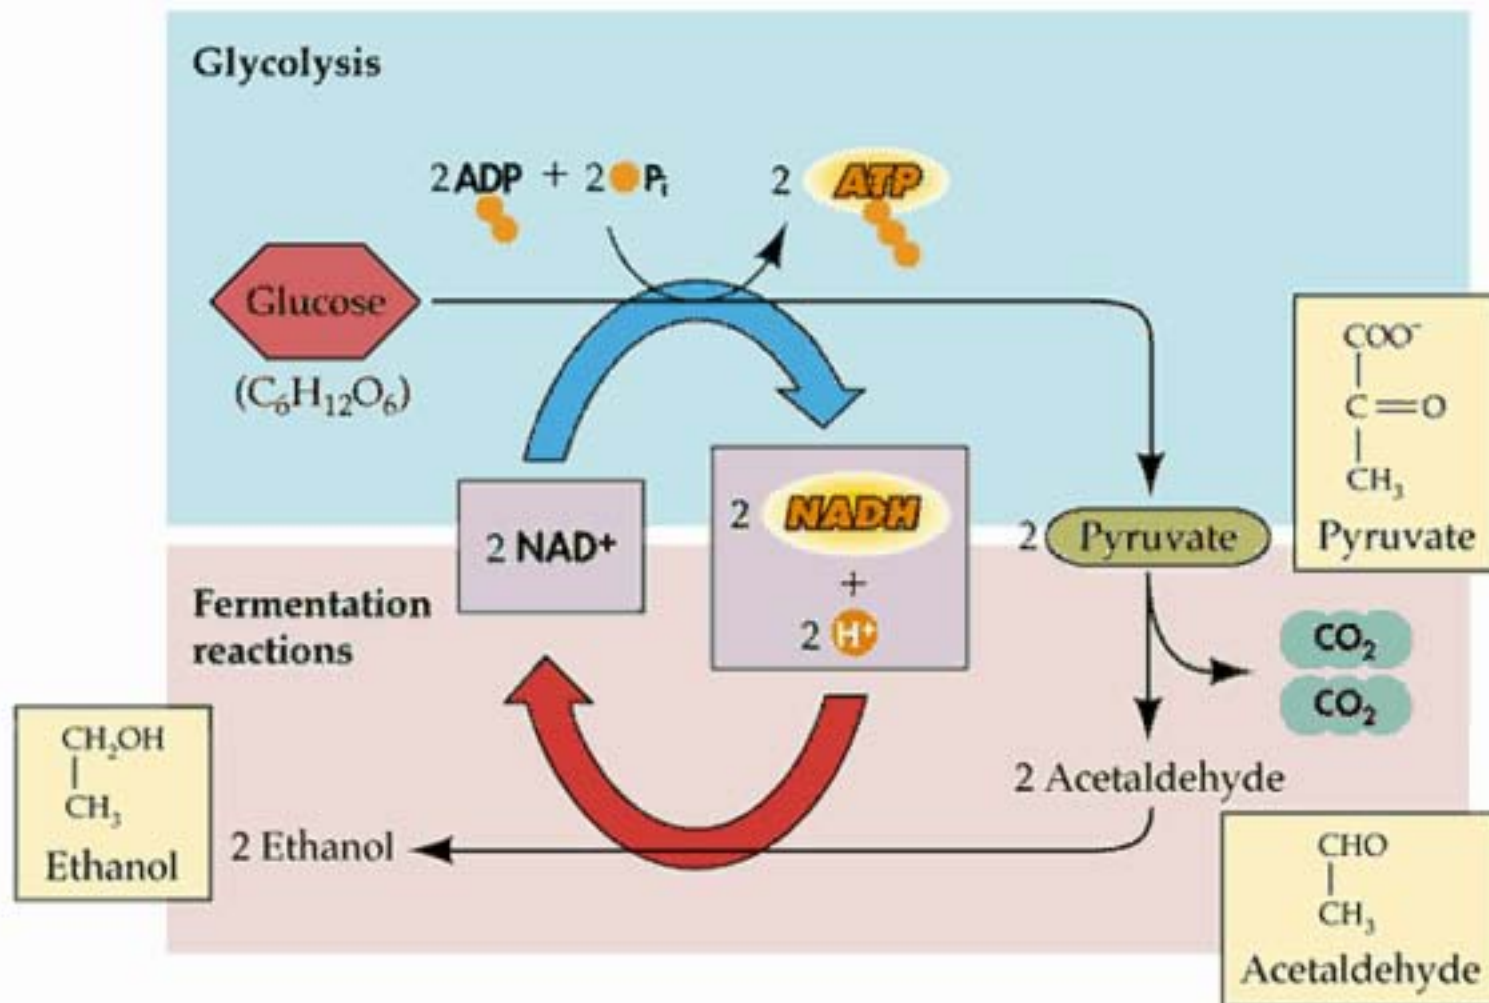 Glycolysis
2 ADP + 2 Pi 2 ATP
Glucose
(C₆H₁₂O₆)
COO⁻
C=O
CH₃
Pyruvate
2 NAD⁺
2 NADH
+
2 H⁺
2 Pyruvate
Fermentation
reactions
CO₂
CO₂
CH₂OH
CH₃
Ethanol
2 Acetaldehyde
2 Ethanol
CHO
CH₃
Acetaldehyde